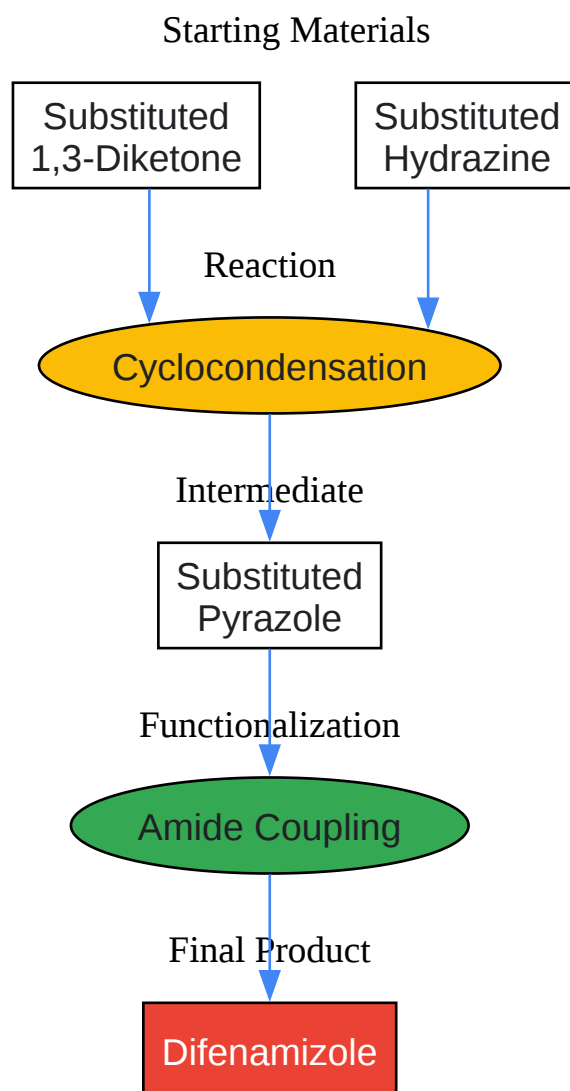 Starting Materials
Substituted
1,3-Diketone
Substituted
Hydrazine
Reaction
Cyclocondensation
Intermediate
Substituted
Pyrazole
Functionalization
Amide Coupling
Final Product
Difenamizole